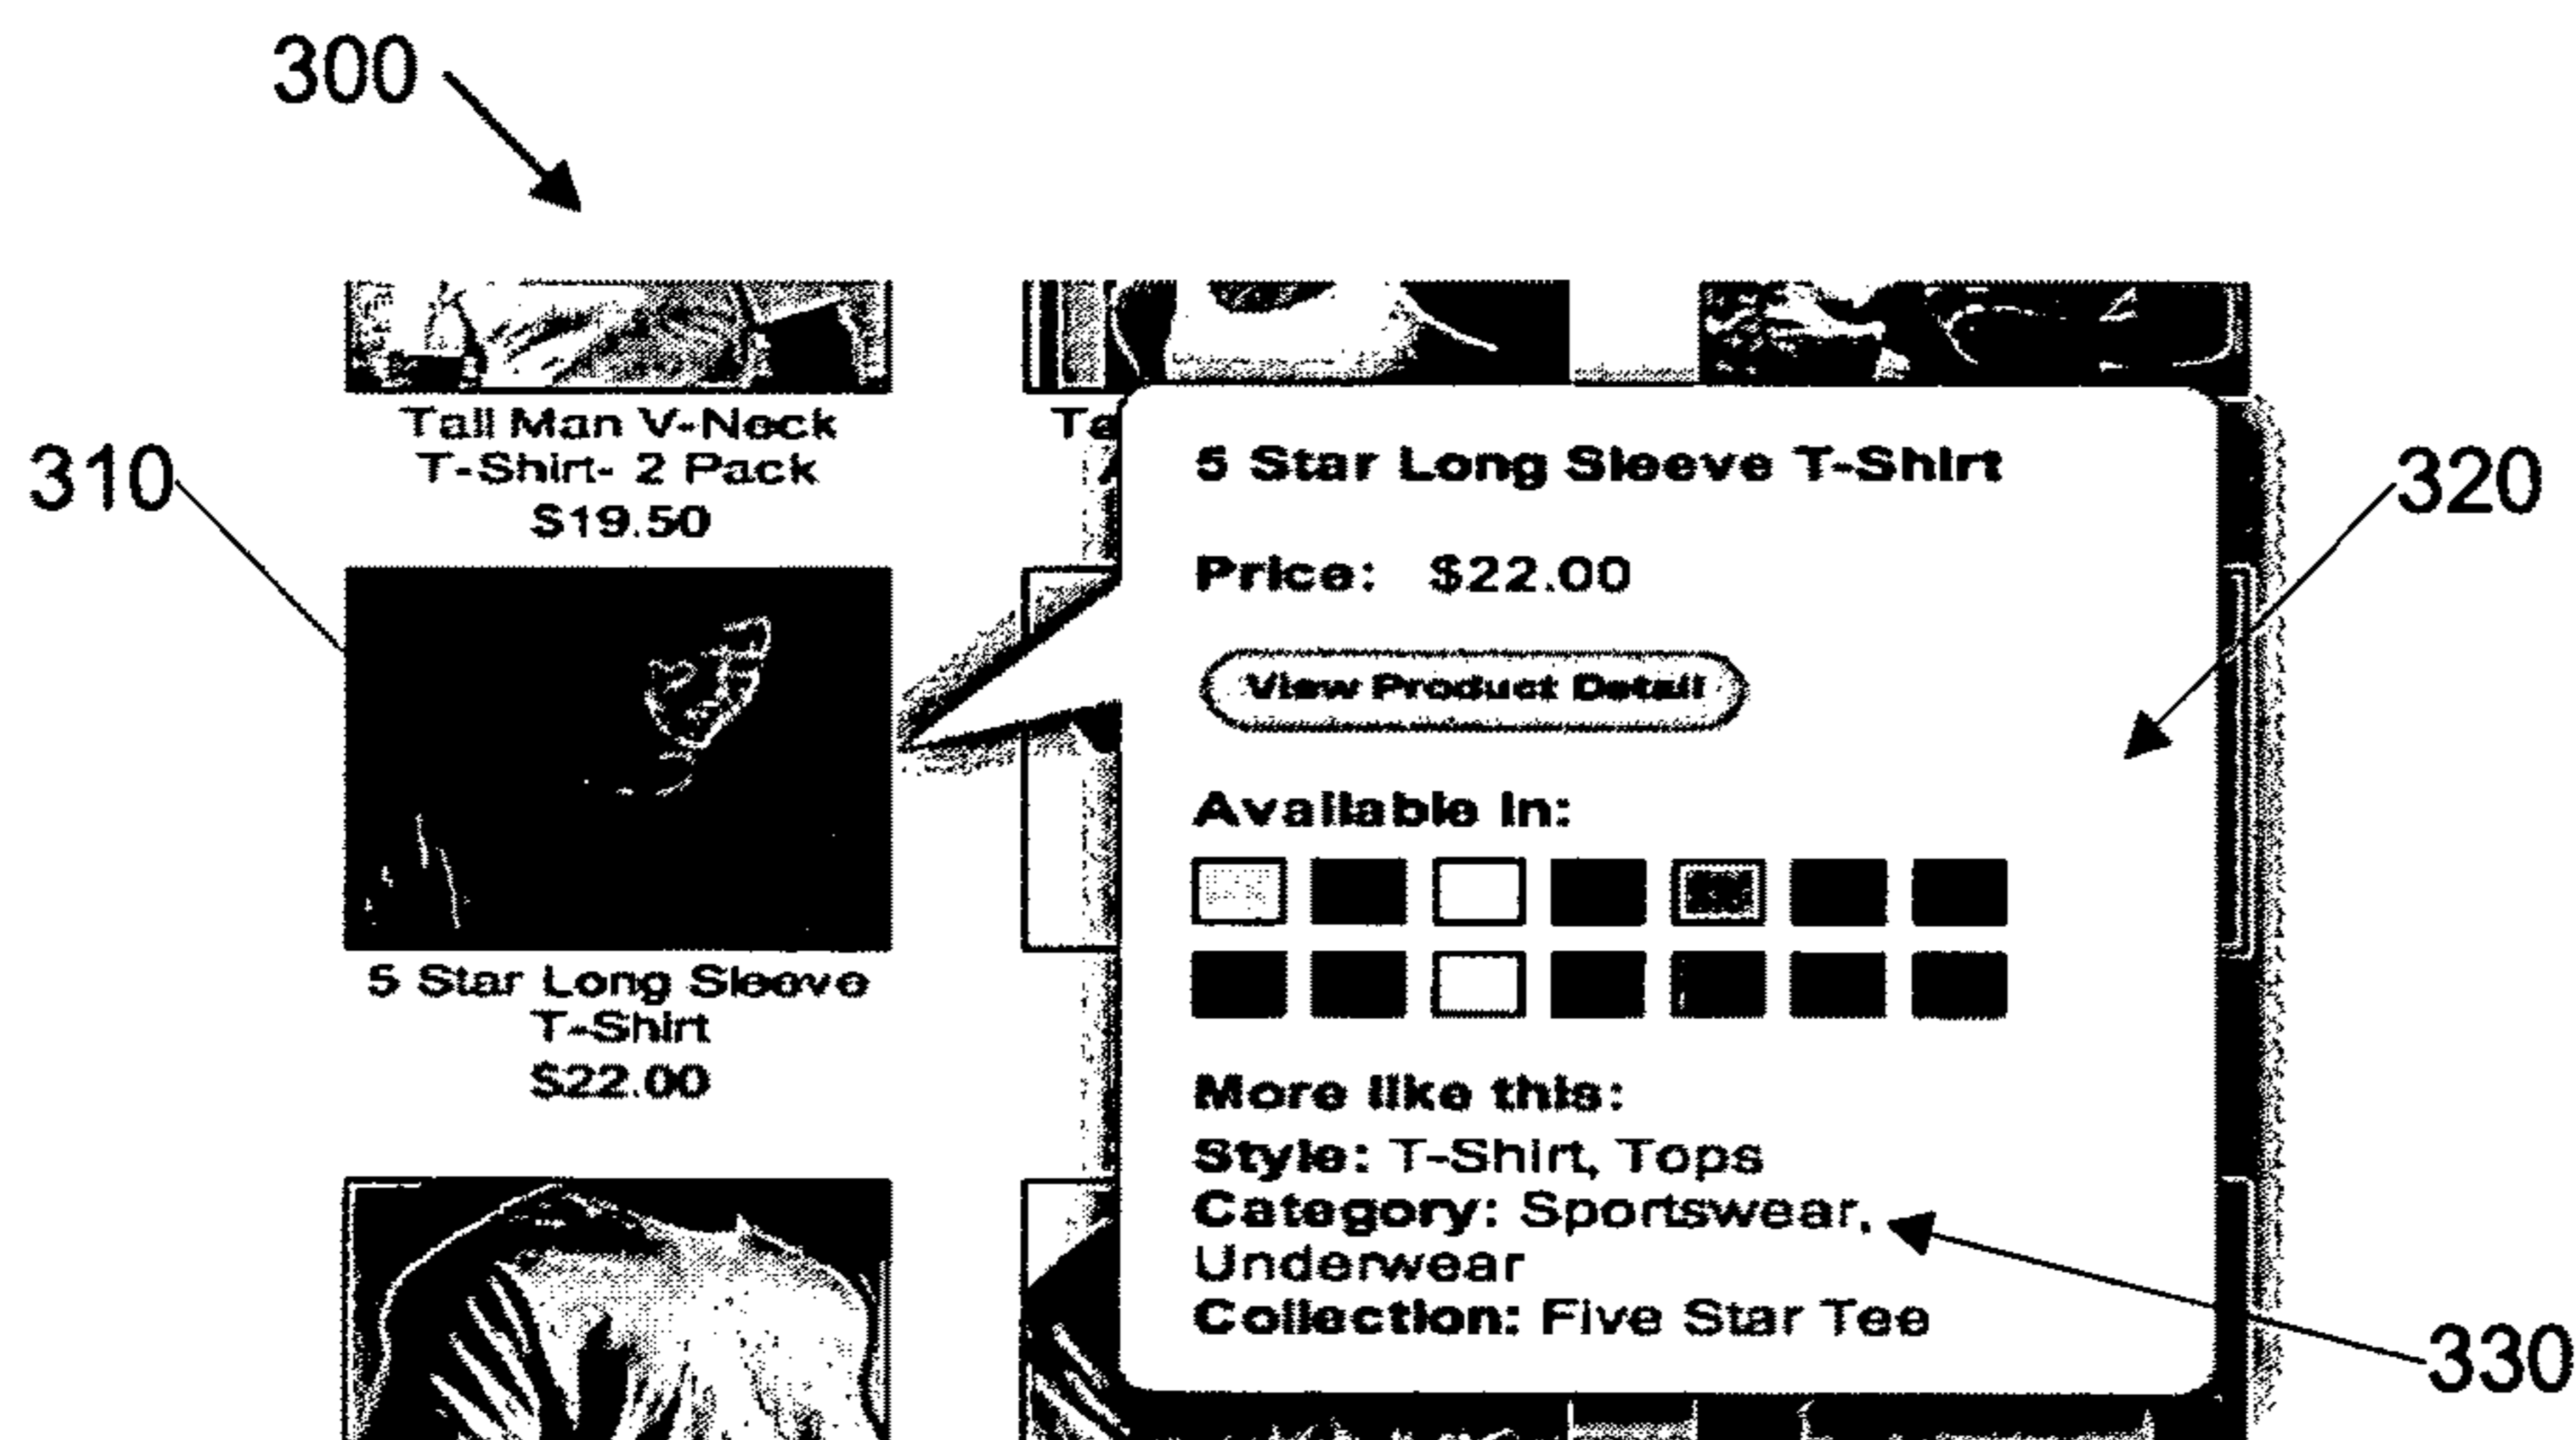 300
310
Tall Man V-Neck
T-Shirt- 2 Pack
$19.50
5 Star Long Sleeve
T-Shirt
$22.00
Ta
5 Star Long Sleeve T-Shirt
Price: $22.00
View Product Detail
Available in:
More like this:
Style: T-Shirt, Tops
Category: Sportswear,
Underwear
Collection: Five Star Tee
320
330